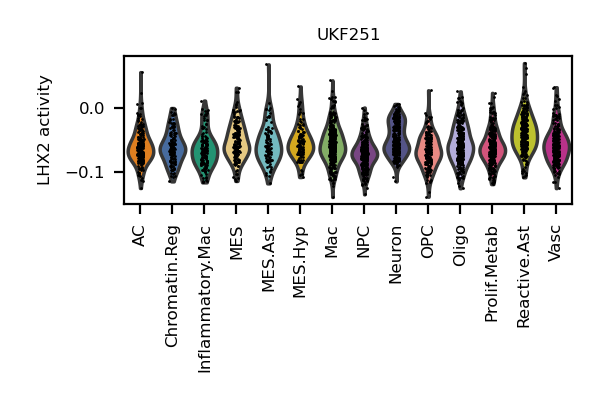 UKF251
LHX2 activity
0.0
−0.1
AC
Chromatin.Reg
Inflammatory.Mac
MES
MES.Ast
MES.Hyp
Mac
NPC
Neuron
OPC
Oligo
Prolif.Metab
Reactive.Ast
Vasc